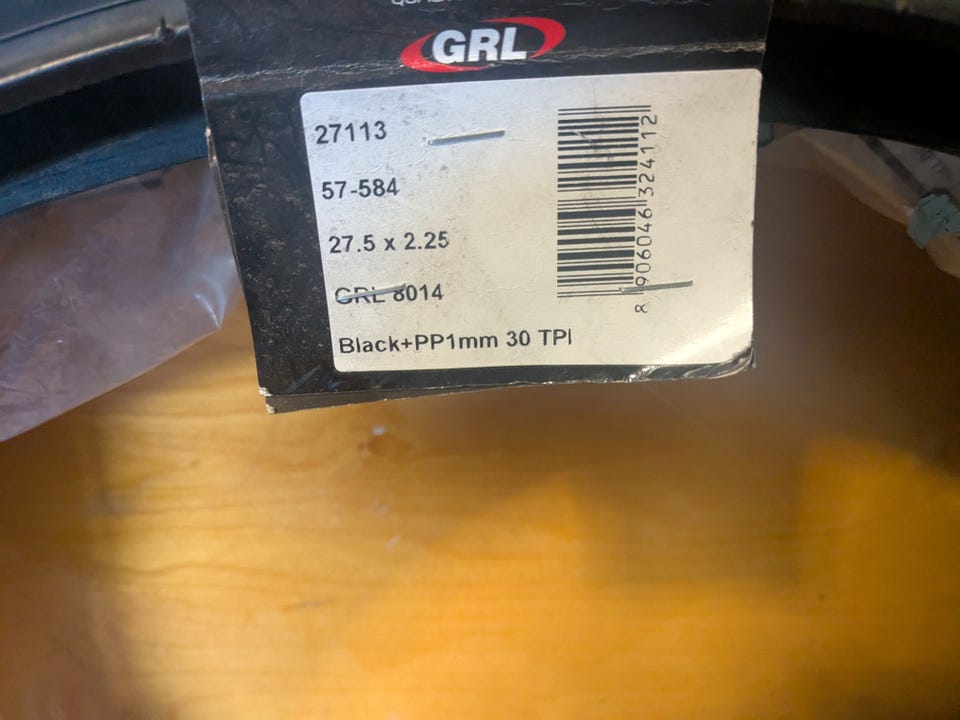 GRL
27113
57-584
27.5 x 2.25
GRL 8014
Black+PP1mm 30 TPI
8 906046 324112